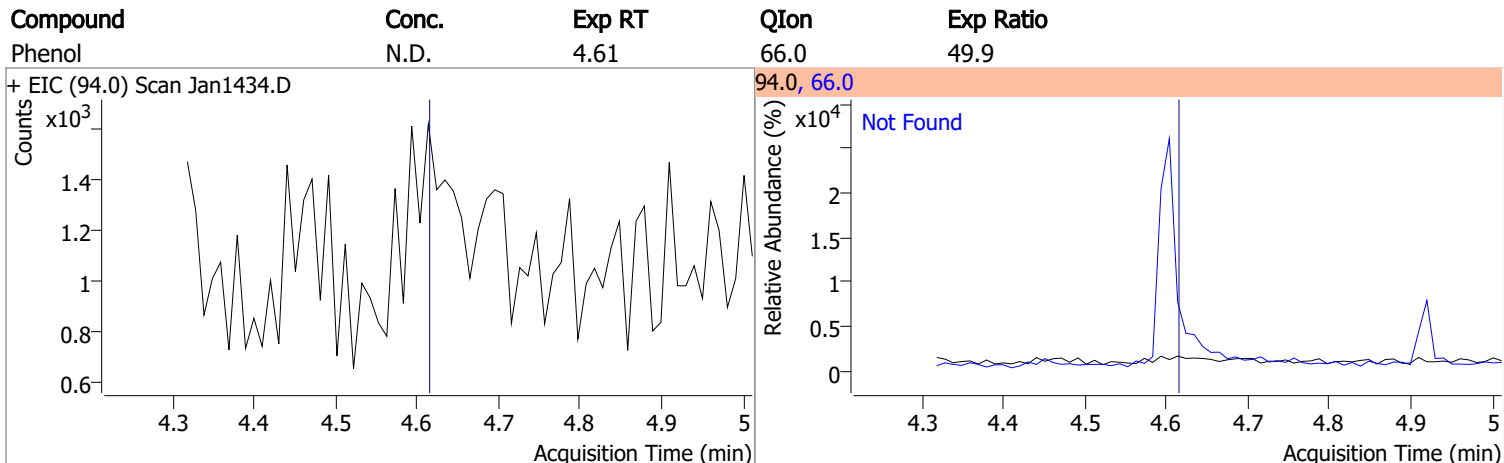 Compound Conc. Exp RT QIon Exp Ratio
Phenol N.D. 4.61 66.0 49.9
+ EIC (94.0) Scan Jan1434.D
Counts
x10³
1.4
1.2
1
0.8
0.6
4.3 4.4 4.5 4.6 4.7 4.8 4.9 5
Acquisition Time (min)
94.0, 66.0
Relative Abundance (%)
x10⁴
Not Found
2
1.5
1
0.5
0
4.3 4.4 4.5 4.6 4.7 4.8 4.9 5
Acquisition Time (min)